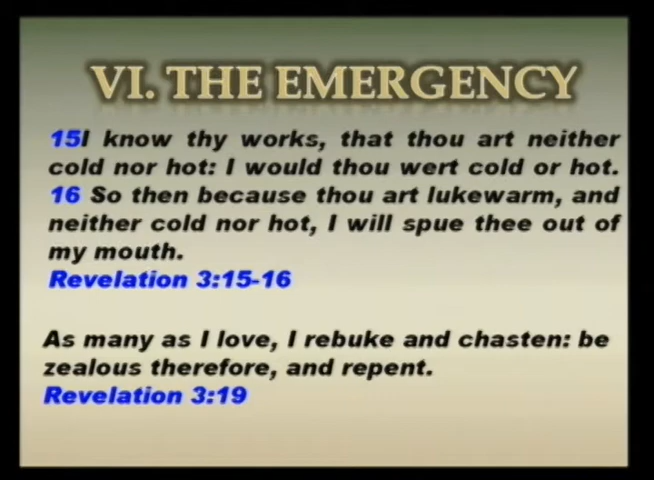 VI. THE EMERGENCY
15I know thy works, that thou art neither
cold nor hot: I would thou wert cold or hot.
16 So then because thou art lukewarm, and
neither cold nor hot, I will spue thee out of
my mouth.
Revelation 3:15-16
As many as I love, I rebuke and chasten: be
zealous therefore, and repent.
Revelation 3:19